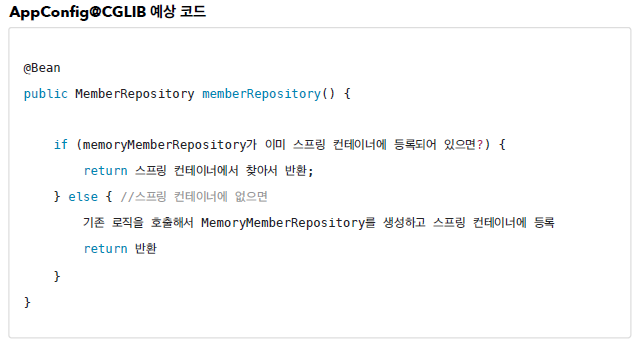 AppConfig@CGLIB 예상 코드
@Bean
public MemberRepository memberRepository() {
if (memoryMemberRepository가 이미 스프링 컨테이너에 등록되어 있으면?) {
return 스프링 컨테이너에서 찾아서 반환;
} else { //스프링 컨테이너에 없으면
기존 로직을 호출해서 MemoryMemberRepository를 생성하고 스프링 컨테이너에 등록
return 반환
}
}